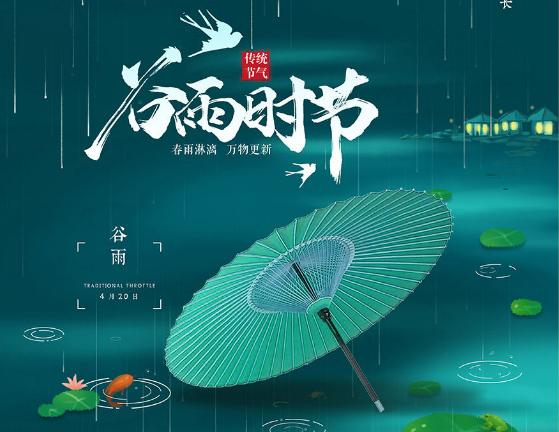 长
传统
节气
谷雨时节
春雨淋漓 万物更新
谷
雨
TRADITIONAL THROTTLE
4月20日